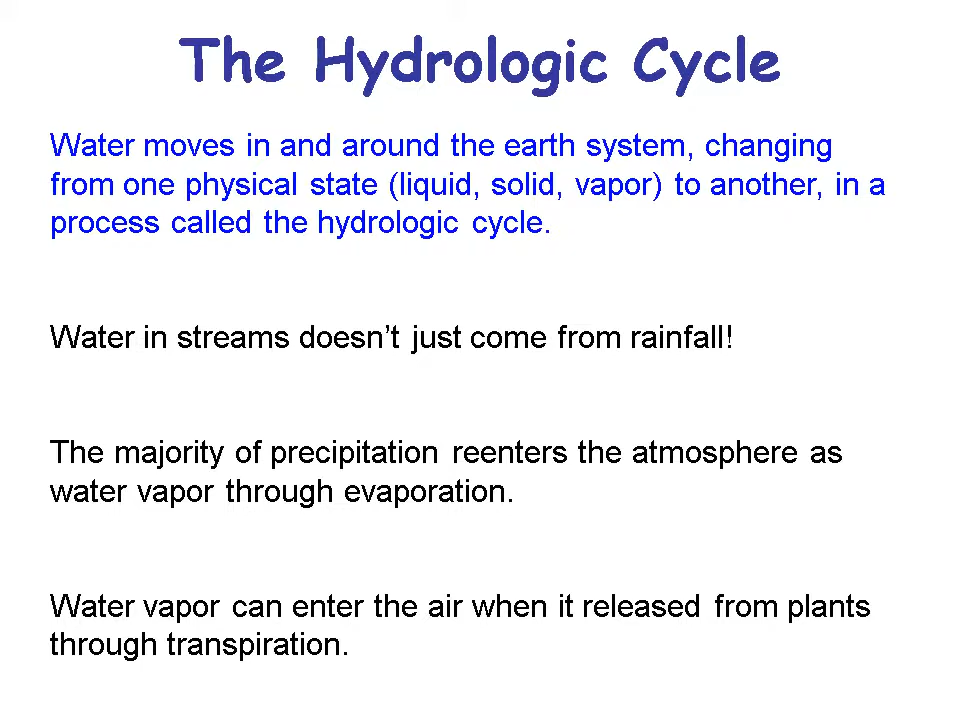 The Hydrologic Cycle
Water moves in and around the earth system, changing
from one physical state (liquid, solid, vapor) to another, in a
process called the hydrologic cycle.
Water in streams doesn’t just come from rainfall!
The majority of precipitation reenters the atmosphere as
water vapor through evaporation.
Water vapor can enter the air when it released from plants
through transpiration.